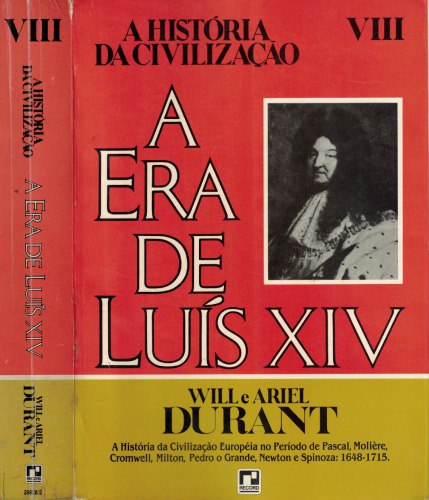 VIII
A HISTÓRIA
DA CIVILIZAÇÃO
A ERA DE LUÍS XIV
WILL e ARIEL
DURANT
RECORD
A HISTÓRIA
DA CIVILIZAÇÃO
VIII
A
ERA
DE
LUÍS XIV
WILL e ARIEL
DURANT
A História da Civilização Européia no Período de Pascal, Molière,
Cromwell, Milton, Pedro o Grande, Newton e Spinoza: 1648-1715.
RECORD